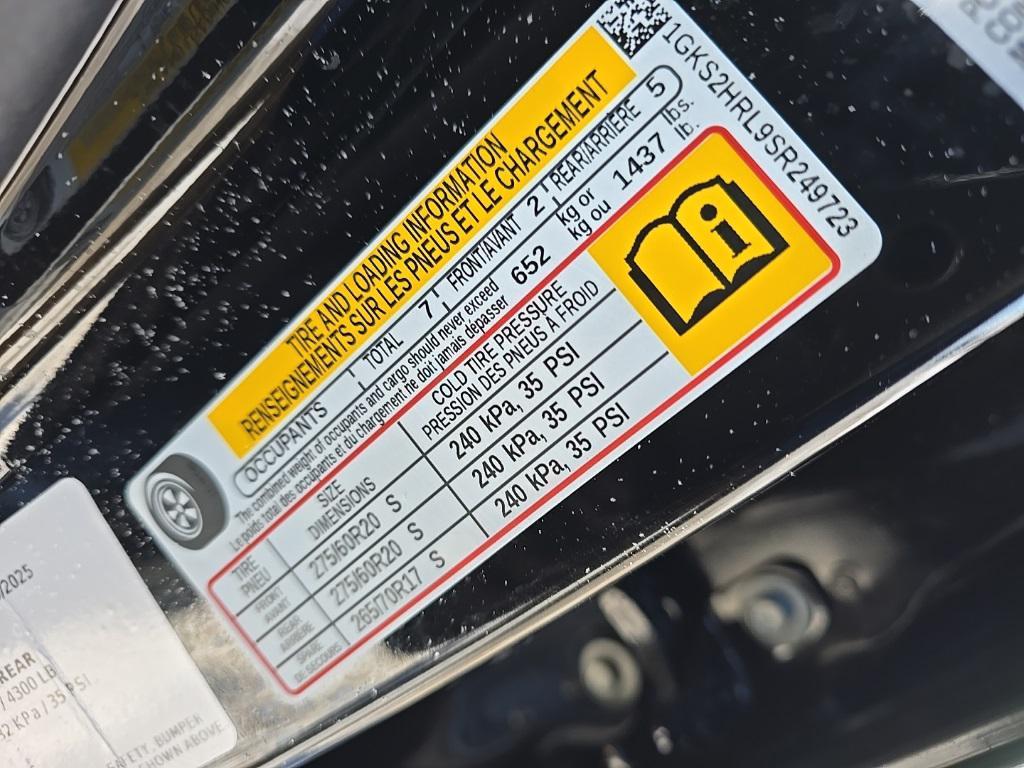 1GKS2HRL9SR249723
TIRE AND LOADING INFORMATION
RENSEIGNEMENTS SUR LES PNEUS ET LE CHARGEMENT
OCCUPANTS TOTAL 7 FRONT/AVANT 2 REAR/ARRIÈRE 5
The combined weight of occupants and cargo should never exceed 652 kg or 1437 lbs.
Le poids total des occupants et du chargement ne doit jamais dépasser kg ou lb.
TIRE SIZE COLD TIRE PRESSURE
PNEU DIMENSIONS PRESSION DES PNEUS À FROID
FRONT
AVANT 275/60R20 S 240 kPa, 35 PSI
REAR
ARRIÈRE 275/60R20 S 240 kPa, 35 PSI
SPARE
DE SECOURS 265/70R17 S 240 kPa, 35 PSI
i
/2025
REAR
/ 4300 LB
KPa / 35 PSI
BUMPER
SHOWN ABOVE